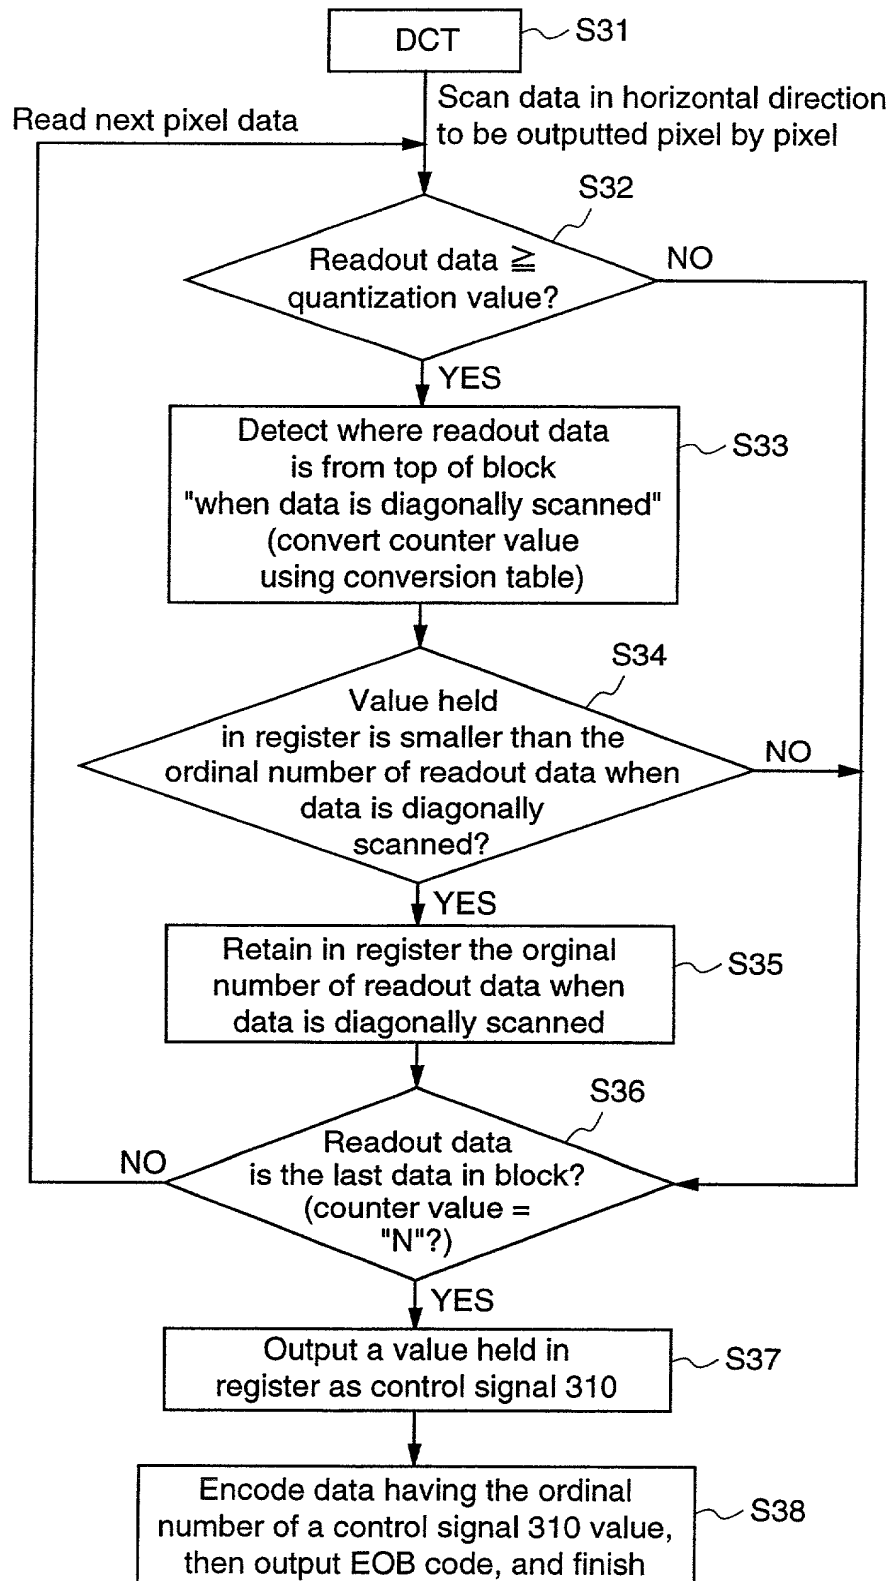 DCT
S31
Scan data in horizontal direction
to be outputted pixel by pixel
Read next pixel data
S32
Readout data ≧
quantization value?
NO
YES
Detect where readout data
is from top of block
"when data is diagonally scanned"
(convert counter value
using conversion table)
S33
S34
Value held
in register is smaller than the
ordinal number of readout data when
data is diagonally
scanned?
NO
YES
Retain in register the orginal
number of readout data when
data is diagonally scanned
S35
S36
Readout data
is the last data in block?
(counter value =
"N"?)
NO
YES
Output a value held in
register as control signal 310
S37
Encode data having the ordinal
number of a control signal 310 value,
then output EOB code, and finish
S38